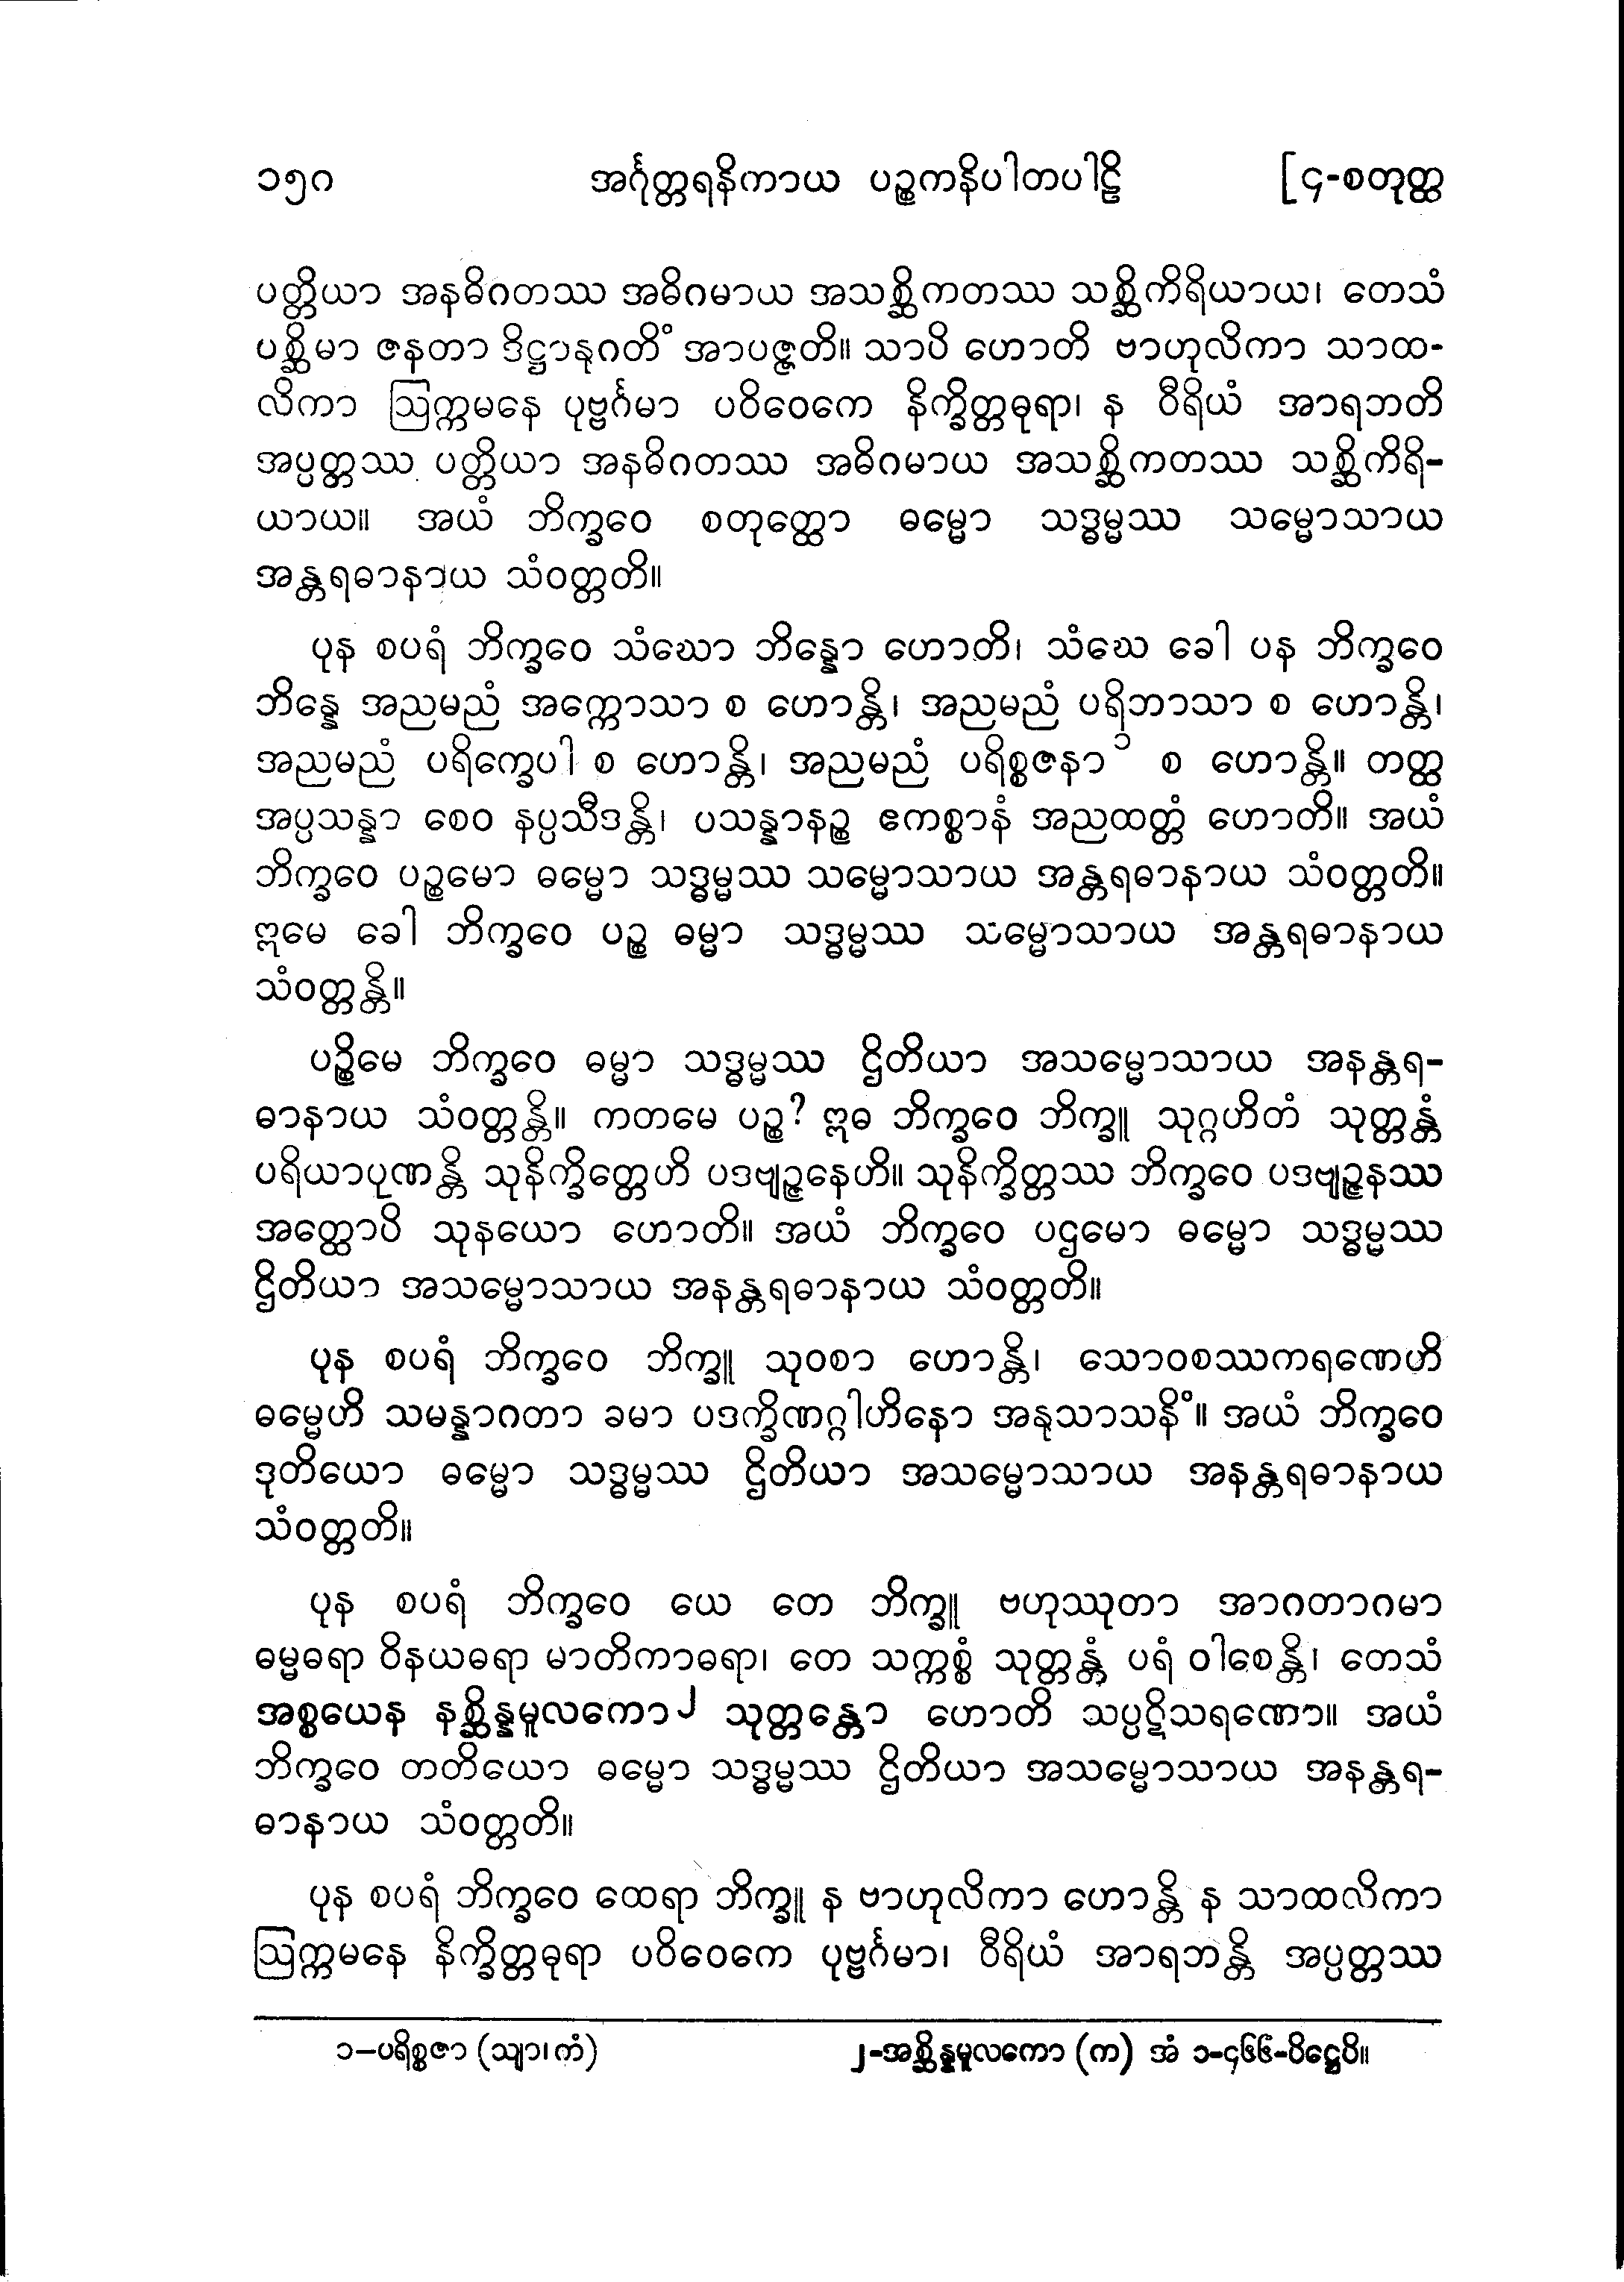 ၁၅၈ အင်္ဂုတ္တရနိကာယ ပဉ္စကနိပါတပါဠိ [၄-စတုတ္ထ
ပတ္တိယာ အနဓိဂတဿ အဓိဂမာယ အသစ္ဆိကတဿ သစ္ဆိကိရိယာယ၊ တေသံ
ပစ္ဆိမာ ဇနတာ ဒိဋ္ဌာနုဂတိံ အာပဇ္ဇတိ။ သာပိ ဟောတိ ဗာဟုလိကာ သာထ-
လိကာ ဩက္ကမနေ ပုဗ္ဗင်္ဂမာ ပဝိဝေကေ နိက္ခိတ္တဓုရာ၊ န ဝီရိယံ အာရဘတိ
အပ္ပတ္တဿ ပတ္တိယာ အနဓိဂတဿ အဓိဂမာယ အသစ္ဆိကတဿ သစ္ဆိကိရိ-
ယာယ။ အယံ ဘိက္ခဝေ စတုတ္ထော ဓမ္မော သဒ္ဓမ္မဿ သမ္မောသာယ
အန္တရဓာနာယ သံဝတ္တတိ။
ပုန စပရံ ဘိက္ခဝေ သံဃော ဘိန္နော ဟောတိ၊ သံဃေ ခေါ ပန ဘိက္ခဝေ
ဘိန္နေ အညမညံ အက္ကောသာ စ ဟောန္တိ၊ အညမညံ ပရိဘာသာ စ ဟောန္တိ၊
အညမညံ ပရိက္ခေပါ စ ဟောန္တိ၊ အညမညံ ပရိစ္စဇနာ၁ စ ဟောန္တိ။ တတ္ထ
အပ္ပသန္နာ စေဝ နပ္ပသီဒန္တိ၊ ပသန္နာနဉ္စ ဧကစ္စာနံ အညထတ္တံ ဟောတိ။ အယံ
ဘိက္ခဝေ ပဉ္စမော ဓမ္မော သဒ္ဓမ္မဿ သမ္မောသာယ အန္တရဓာနာယ သံဝတ္တတိ။
ဣမေ ခေါ ဘိက္ခဝေ ပဉ္စ ဓမ္မာ သဒ္ဓမ္မဿ သမ္မောသာယ အန္တရဓာနာယ
သံဝတ္တန္တိ။
ပဉ္စိမေ ဘိက္ခဝေ ဓမ္မာ သဒ္ဓမ္မဿ ဌိတိယာ အသမ္မောသာယ အနန္တရ-
ဓာနာယ သံဝတ္တန္တိ။ ကတမေ ပဉ္စ? ဣဓ ဘိက္ခဝေ ဘိက္ခူ သုဂ္ဂဟိတံ သုတ္တန္တံ
ပရိယာပုဏန္တိ သုနိက္ခိတ္တေဟိ ပဒဗျဉ္ဇနေဟိ။ သုနိက္ခိတ္တဿ ဘိက္ခဝေ ပဒဗျဉ္ဇနဿ
အတ္ထောပိ သုနယော ဟောတိ။ အယံ ဘိက္ခဝေ ပဌမော ဓမ္မော သဒ္ဓမ္မဿ
ဌိတိယာ အသမ္မောသာယ အနန္တရဓာနာယ သံဝတ္တတိ။
ပုန စပရံ ဘိက္ခဝေ ဘိက္ခူ သုဝစာ ဟောန္တိ၊ သောဝစဿကရဏေဟိ
ဓမ္မေဟိ သမန္နာဂတာ ခမာ ပဒက္ခိဏဂ္ဂါဟိနော အနုသာသနိံ။ အယံ ဘိက္ခဝေ
ဒုတိယော ဓမ္မော သဒ္ဓမ္မဿ ဌိတိယာ အသမ္မောသာယ အနန္တရဓာနာယ
သံဝတ္တတိ။
ပုန စပရံ ဘိက္ခဝေ ယေ တေ ဘိက္ခူ ဗဟုဿုတာ အာဂတာဂမာ
ဓမ္မဓရာ ဝိနယဓရာ မာတိကာဓရာ၊ တေ သက္ကစ္စံ သုတ္တန္တံ ပရံ ဝါစေန္တိ၊ တေသံ
အစ္စယေန နစ္ဆိန္နမူလကော၂ သုတ္တန္တော ဟောတိ သပ္ပဋိသရဏော။ အယံ
ဘိက္ခဝေ တတိယော ဓမ္မော သဒ္ဓမ္မဿ ဌိတိယာ အသမ္မောသာယ အနန္တရ-
ဓာနာယ သံဝတ္တတိ။
ပုန စပရံ ဘိက္ခဝေ ထေရာ ဘိက္ခူ န ဗာဟုလိကာ ဟောန္တိ န သာထလိကာ
ဩက္ကမနေ နိက္ခိတ္တဓုရာ ပဝိဝေကေ ပုဗ္ဗင်္ဂမာ၊ ဝီရိယံ အာရဘန္တိ အပ္ပတ္တဿ
၁–ပရိစ္စဇာ (သျာ၊ ကံ) ၂-အစ္ဆိန္နမူလကော (က) အံ ၁-၄၆၆-ပိဋ္ဌေပိ။